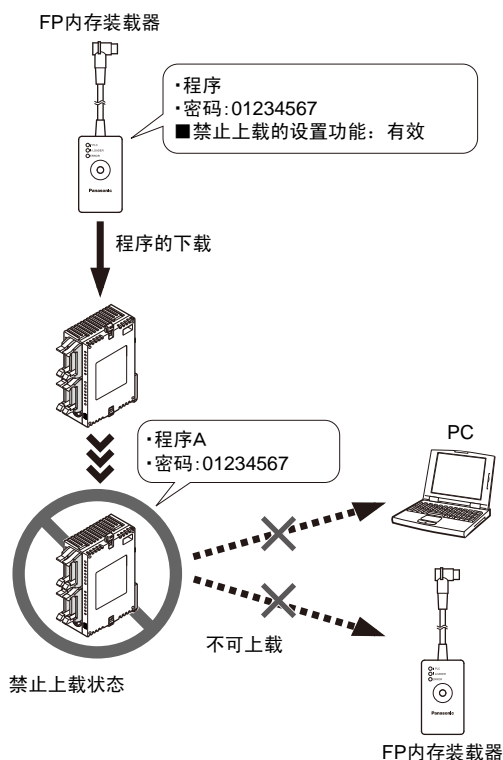 FP内存装载器
•程序
•密码：01234567
■禁止上载的设置功能：有效
Panasonic
程序的下载
•程序A
•密码：01234567
PC
不可上载
禁止上载状态
Panasonic
FP内存装载器